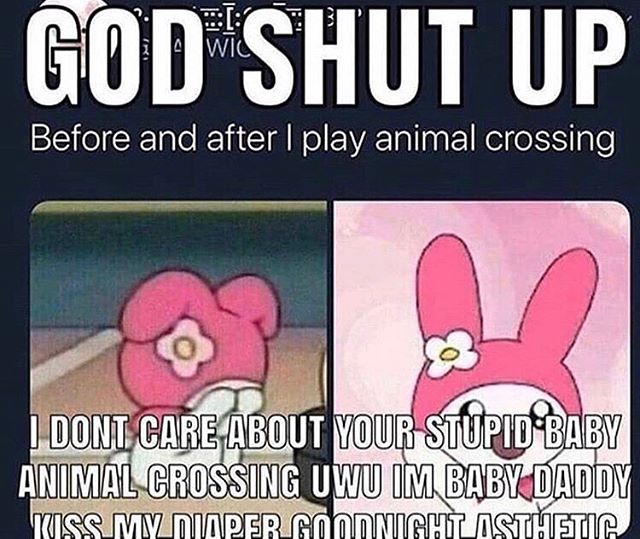 GOD SHUT UP
Before and after I play animal crossing
I DONT CARE ABOUT YOUR STUPID BABY
ANIMAL CROSSING UWU IM BABY DADDY
KISS MY DIAPER GOODNIGHT ASTHETIC